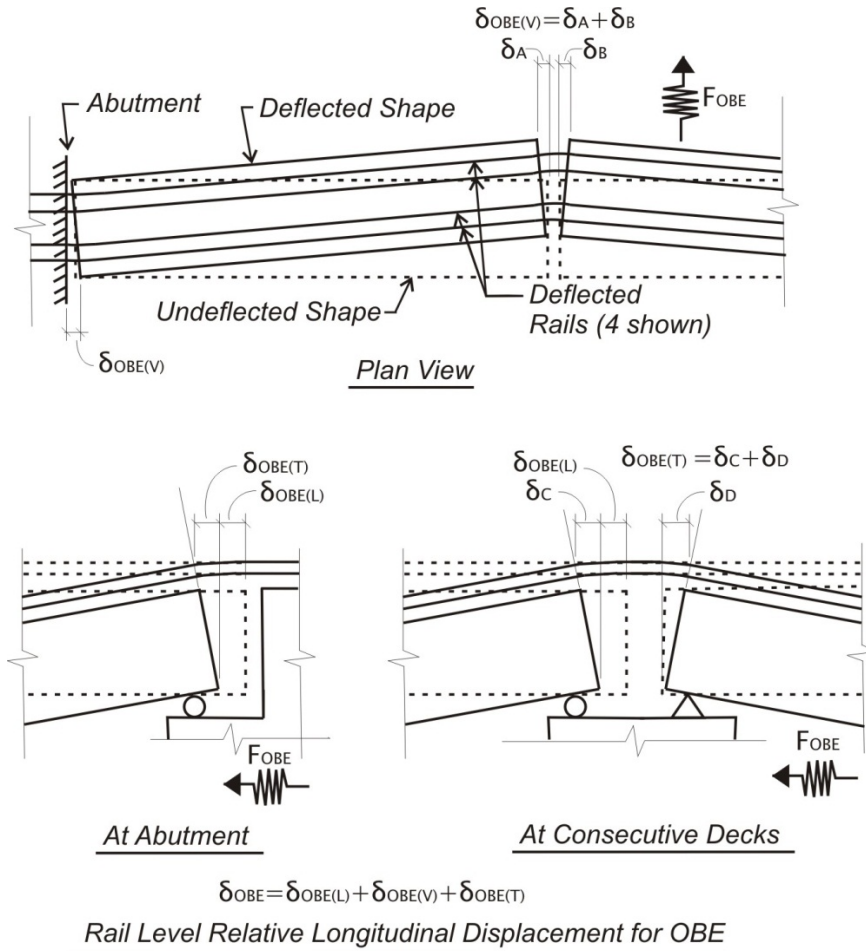 δOBE(V)=δA+δB
δA
δB
FOBE
Abutment
Deflected Shape
Undeflected Shape
Deflected
Rails (4 shown)
δOBE(V)
Plan View
δOBE(T)
δOBE(L)
δOBE(L)
δOBE(T) =δC+δD
δC
δD
FOBE
FOBE
At Abutment
At Consecutive Decks
δOBE=δOBE(L)+δOBE(V)+δOBE(T)
Rail Level Relative Longitudinal Displacement for OBE